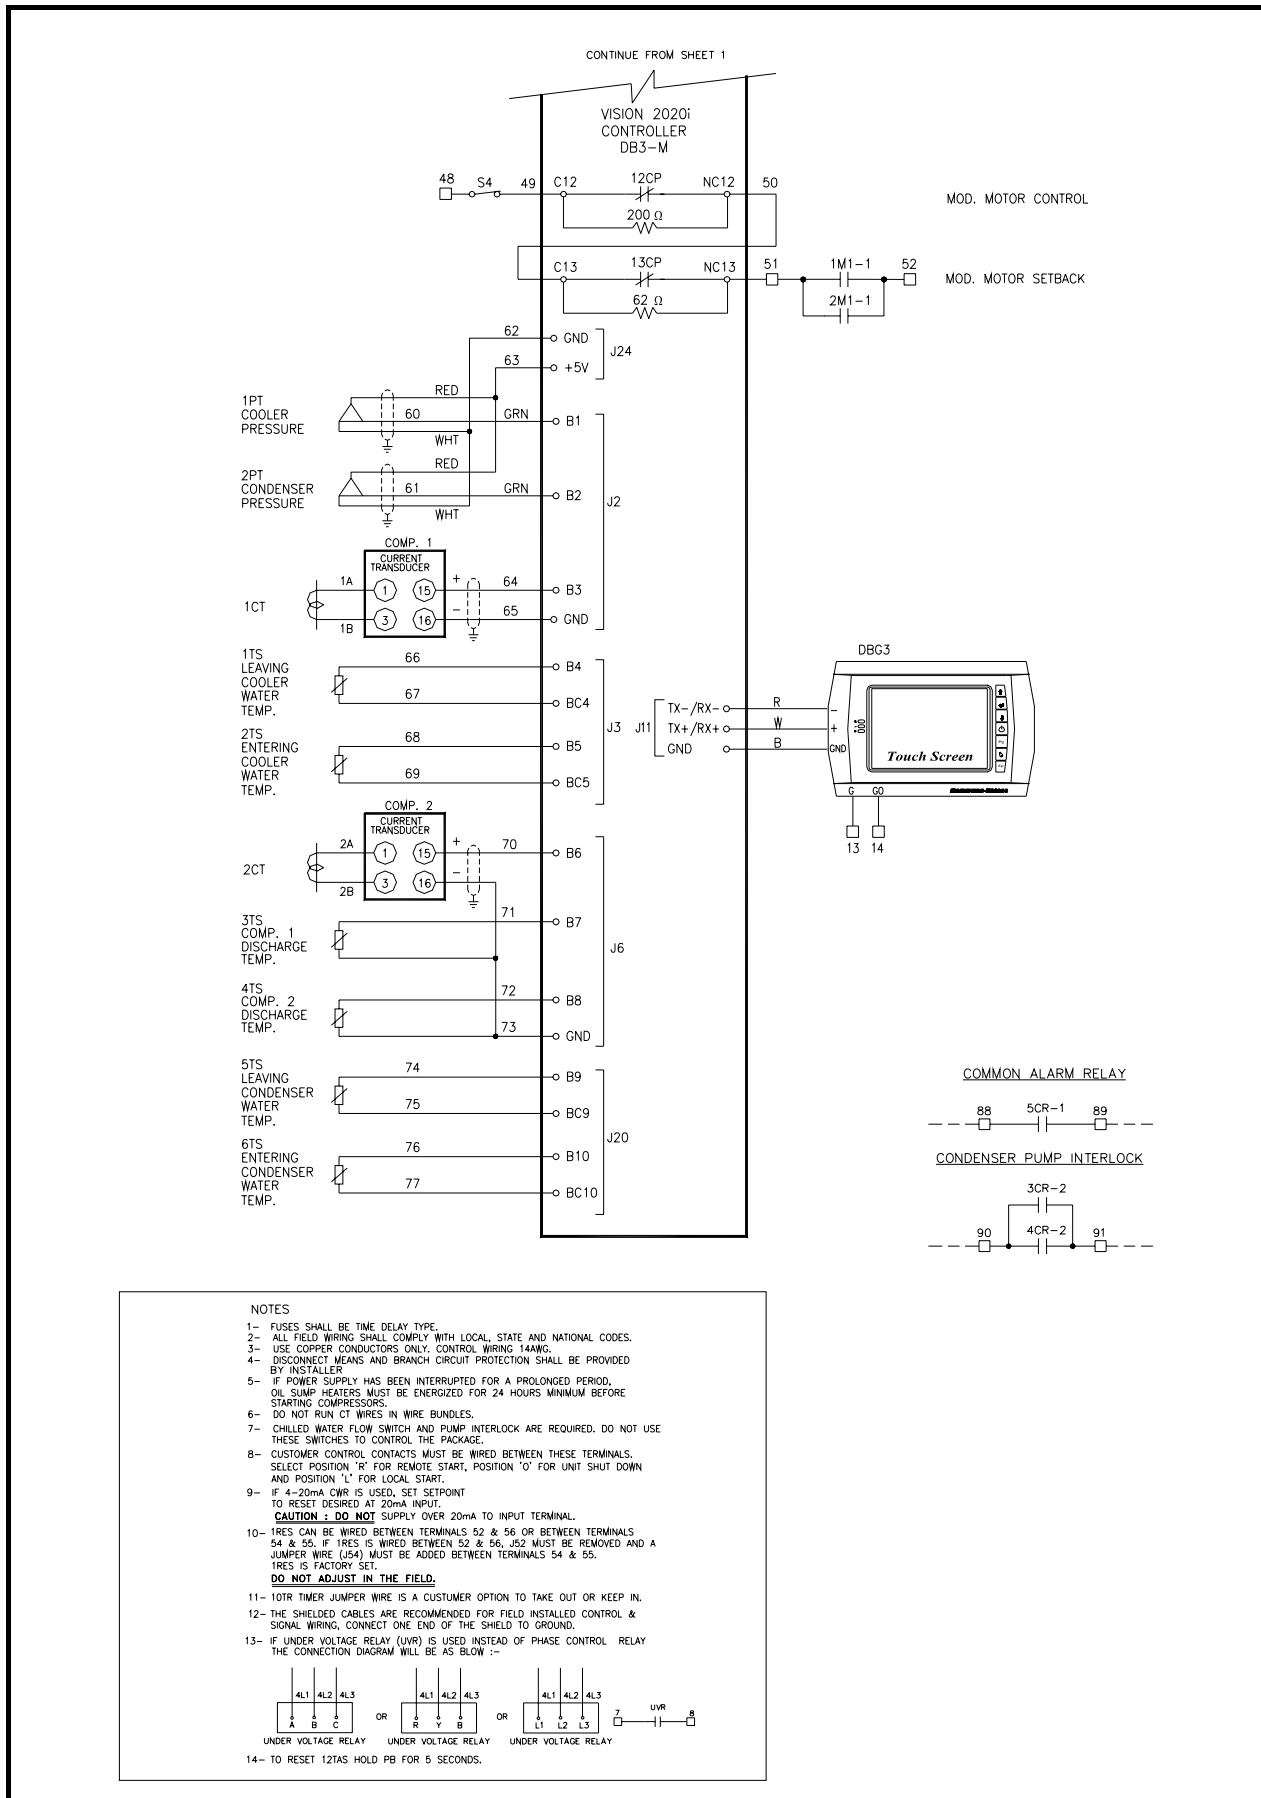 CONTINUE FROM SHEET 1
VISION 2020i
CONTROLLER
DB3-M
48 S4 49 C12 12CP NC12 50
200 Ω
MOD. MOTOR CONTROL
C13 13CP NC13 51 1M1-1 52
62 Ω
2M1-1
MOD. MOTOR SETBACK
62 GND
63 +5V
J24
1PT
COOLER
PRESSURE
RED
60 GRN B1
WHT
2PT
CONDENSER
PRESSURE
RED
61 GRN B2
WHT
J2
COMP. 1
CURRENT
TRANSDUCER
1CT
1A 1 15 + 64 B3
1B 3 16 - 65 GND
1TS
LEAVING
COOLER
WATER
TEMP.
66 B4
67 BC4
2TS
ENTERING
COOLER
WATER
TEMP.
68 B5
69 BC5
J3
J11
TX-/RX- R -
TX+/RX+ W +
GND B GND
DBG3
Touch Screen
G GO
13 14
COMP. 2
CURRENT
TRANSDUCER
2CT
2A 1 15 + 70 B6
2B 3 16 -
3TS
COMP. 1
DISCHARGE
TEMP.
71 B7
4TS
COMP. 2
DISCHARGE
TEMP.
72 B8
73 GND
J6
5TS
LEAVING
CONDENSER
WATER
TEMP.
74 B9
75 BC9
6TS
ENTERING
CONDENSER
WATER
TEMP.
76 B10
77 BC10
J20
COMMON ALARM RELAY
88 5CR-1 89
CONDENSER PUMP INTERLOCK
3CR-2
90 4CR-2 91
NOTES
1- FUSES SHALL BE TIME DELAY TYPE.
2- ALL FIELD WIRING SHALL COMPLY WITH LOCAL, STATE AND NATIONAL CODES.
3- USE COPPER CONDUCTORS ONLY. CONTROL WIRING 14AWG.
4- DISCONNECT MEANS AND BRANCH CIRCUIT PROTECTION SHALL BE PROVIDED
BY INSTALLER
5- IF POWER SUPPLY HAS BEEN INTERRUPTED FOR A PROLONGED PERIOD,
OIL SUMP HEATERS MUST BE ENERGIZED FOR 24 HOURS MINIMUM BEFORE
STARTING COMPRESSORS.
6- DO NOT RUN CT WIRES IN WIRE BUNDLES.
7- CHILLED WATER FLOW SWITCH AND PUMP INTERLOCK ARE REQUIRED. DO NOT USE
THESE SWITCHES TO CONTROL THE PACKAGE.
8- CUSTOMER CONTROL CONTACTS MUST BE WIRED BETWEEN THESE TERMINALS.
SELECT POSITION 'R' FOR REMOTE START, POSITION 'O' FOR UNIT SHUT DOWN
AND POSITION 'L' FOR LOCAL START.
9- IF 4-20mA CWR IS USED, SET SETPOINT
TO RESET DESIRED AT 20mA INPUT.
CAUTION : DO NOT SUPPLY OVER 20mA TO INPUT TERMINAL.
10- 1RES CAN BE WIRED BETWEEN TERMINALS 52 & 56 OR BETWEEN TERMINALS
54 & 55. IF 1RES IS WIRED BETWEEN 52 & 56, J52 MUST BE REMOVED AND A
JUMPER WIRE (J54) MUST BE ADDED BETWEEN TERMINALS 54 & 55.
1RES IS FACTORY SET.
DO NOT ADJUST IN THE FIELD.
11- 10TR TIMER JUMPER WIRE IS A CUSTUMER OPTION TO TAKE OUT OR KEEP IN.
12- THE SHIELDED CABLES ARE RECOMMENDED FOR FIELD INSTALLED CONTROL &
SIGNAL WIRING, CONNECT ONE END OF THE SHIELD TO GROUND.
13- IF UNDER VOLTAGE RELAY (UVR) IS USED INSTEAD OF PHASE CONTROL RELAY
THE CONNECTION DIAGRAM WILL BE AS BLOW :-
4L1 4L2 4L3 4L1 4L2 4L3 4L1 4L2 4L3
A B C OR R Y B OR L1 L2 L3 7 UVR 8
UNDER VOLTAGE RELAY UNDER VOLTAGE RELAY UNDER VOLTAGE RELAY
14- TO RESET 12TAS HOLD PB FOR 5 SECONDS.